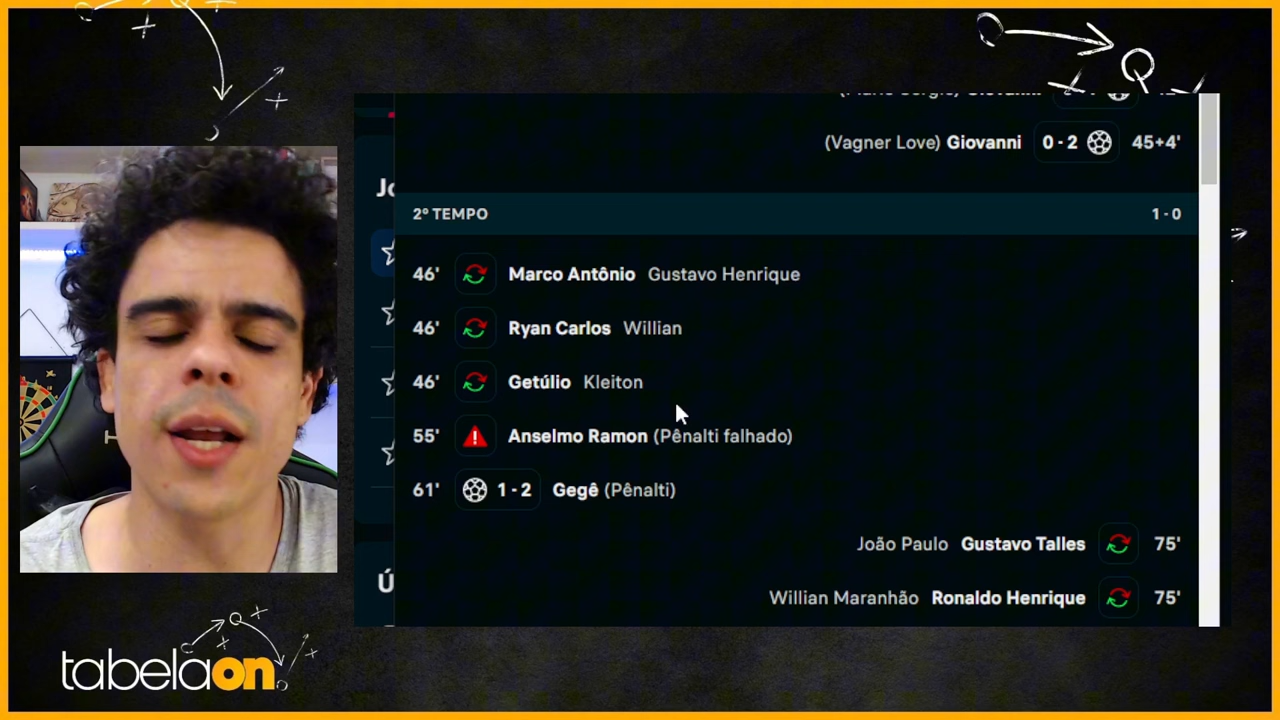 Giovanni
(Vagner Love) Giovanni 0 - 2 45+4'
2º TEMPO 1 - 0
46' Marco Antônio Gustavo Henrique
46' Ryan Carlos Willian
46' Getúlio Kleiton
55' Anselmo Ramon (Pênalti falhado)
61' 1 - 2 Gegê (Pênalti)
João Paulo Gustavo Talles 75'
Willian Maranhão Ronaldo Henrique 75'
Jo
Ú
tabelaon